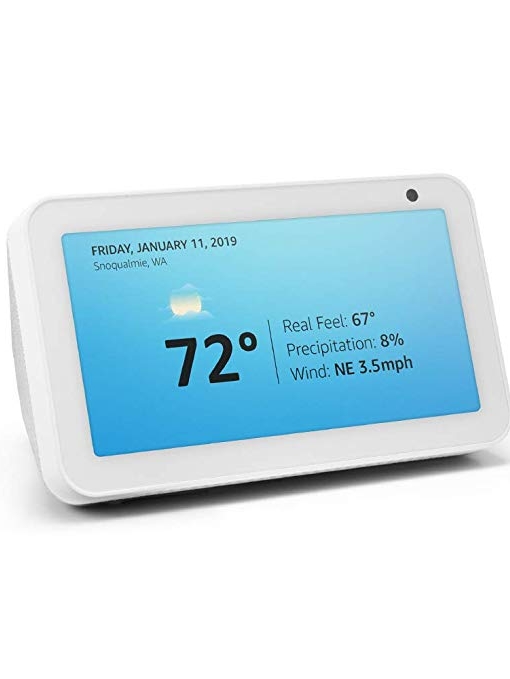 FRIDAY, JANUARY 11, 2019
Snoqualmie, WA
72°
Real Feel: 67°
Precipitation: 8%
Wind: NE 3.5mph